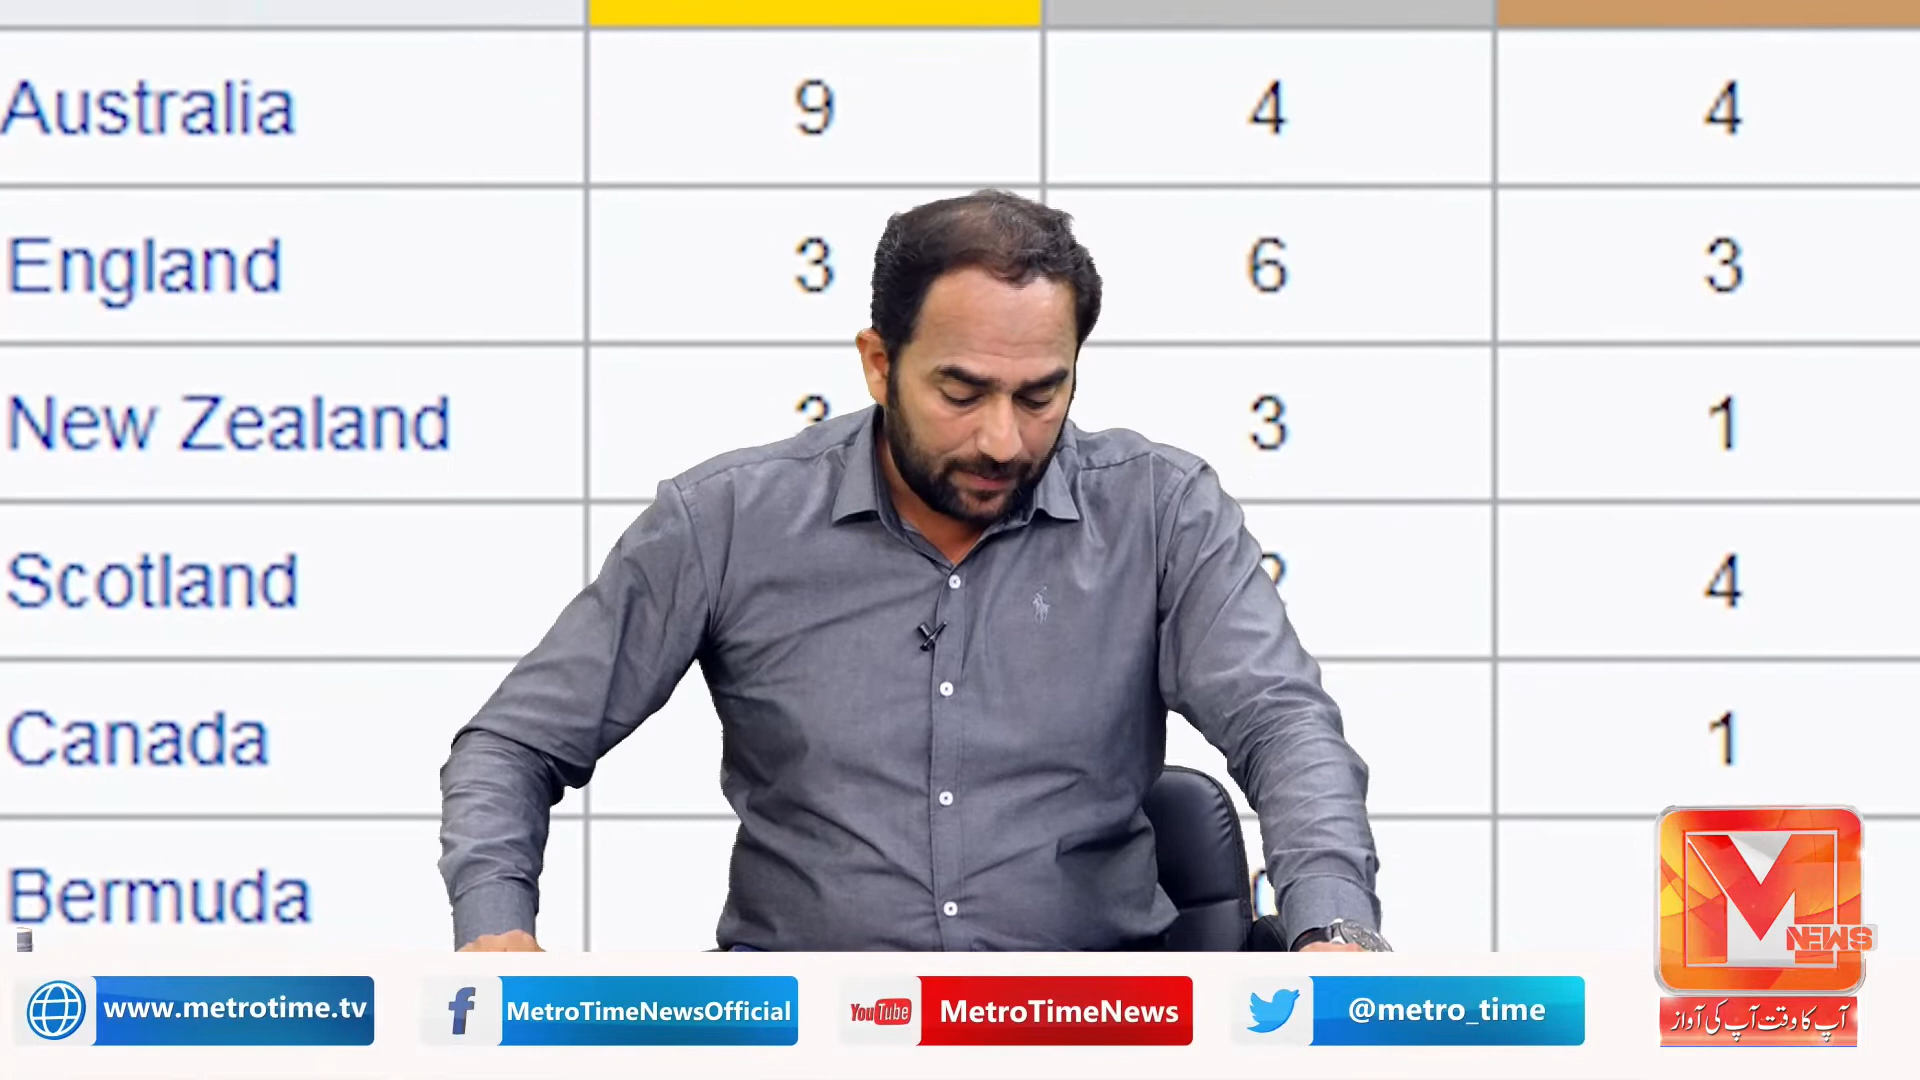 Australia 9 4 4
England 3 6 3
New Zealand 3 3 1
Scotland 4
Canada 1
Bermuda
www.metrotime.tv
MetroTimeNewsOfficial
YouTube MetroTimeNews
@metro_time
M NEWS
آپ کا وقت آپ کی آواز